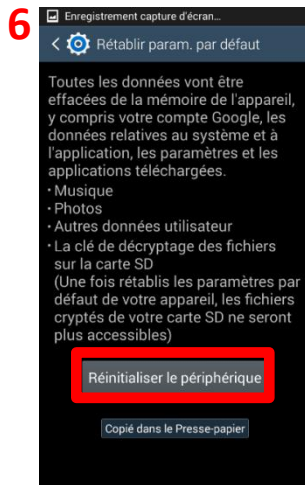 6
Enregistrement capture d'écran...
Rétablir param. par défaut
Toutes les données vont être
effacées de la mémoire de l'appareil,
y compris votre compte Google, les
données relatives au système et à
l'application, les paramètres et les
applications téléchargées.
• Musique
• Photos
• Autres données utilisateur
• La clé de décryptage des fichiers
sur la carte SD
(Une fois rétablis les paramètres par
défaut de votre appareil, les fichiers
cryptés de votre carte SD ne seront
plus accessibles)
Réinitialiser le périphérique
Copié dans le Presse-papier